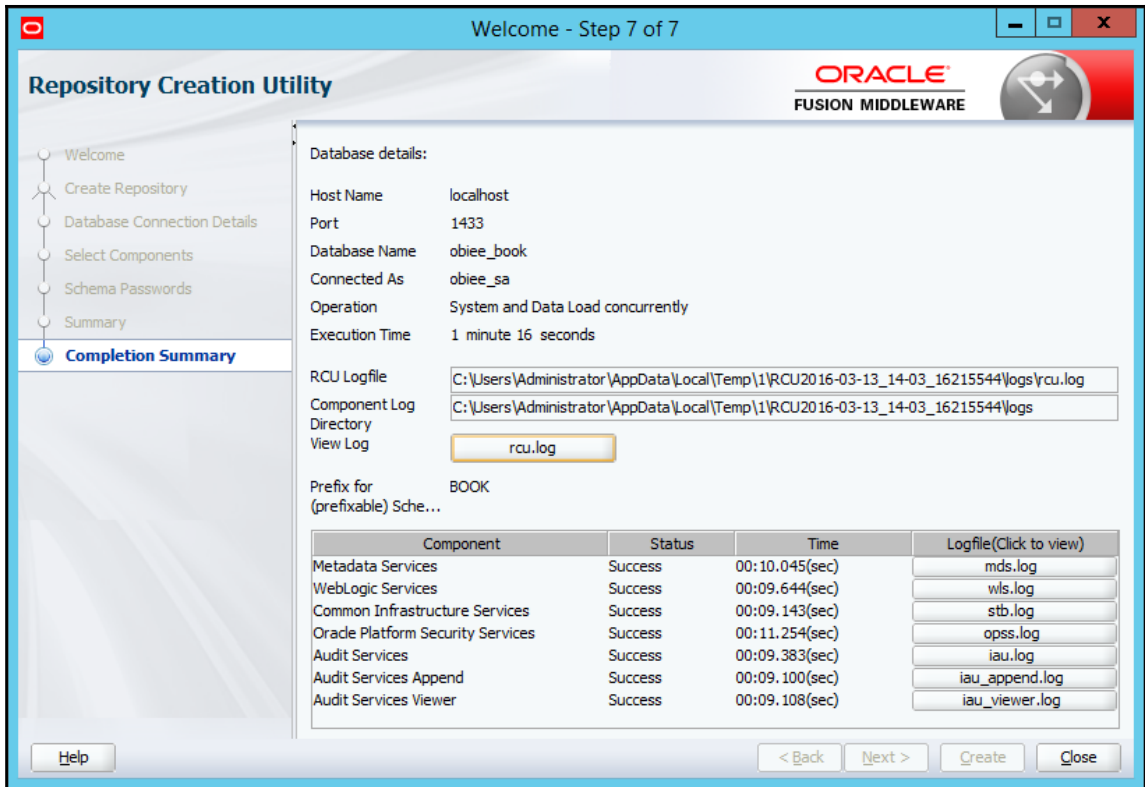 Welcome - Step 7 of 7
Repository Creation Utility
ORACLE®
FUSION MIDDLEWARE
Welcome
Create Repository
Database Connection Details
Select Components
Schema Passwords
Summary
Completion Summary
Database details:
Host Name localhost
Port 1433
Database Name obiee_book
Connected As obiee_sa
Operation System and Data Load concurrently
Execution Time 1 minute 16 seconds
RCU Logfile C:\Users\Administrator\AppData\Local\Temp\1\RCU2016-03-13_14-03_16215544\logs\rcu.log
Component Log C:\Users\Administrator\AppData\Local\Temp\1\RCU2016-03-13_14-03_16215544\logs
Directory
View Log rcu.log
Prefix for BOOK
(prefixable) Sche...
Component Status Time Logfile(Click to view)
Metadata Services Success 00:10.045(sec) mds.log
WebLogic Services Success 00:09.644(sec) wls.log
Common Infrastructure Services Success 00:09.143(sec) stb.log
Oracle Platform Security Services Success 00:11.254(sec) opss.log
Audit Services Success 00:09.383(sec) iau.log
Audit Services Append Success 00:09.100(sec) iau_append.log
Audit Services Viewer Success 00:09.108(sec) iau_viewer.log
Help < Back Next > Create Close